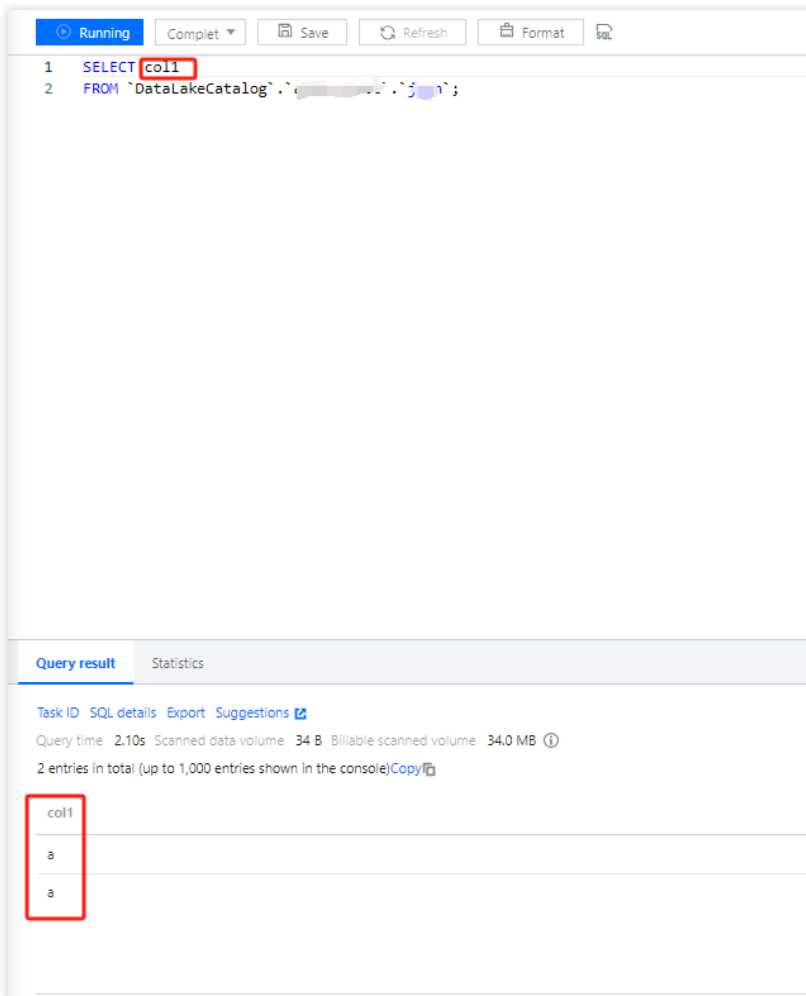 Running Complet Save Refresh Format SQL
1 SELECT col1
2 FROM `DataLakeCatalog`.` `.` `;
Query result Statistics
Task ID SQL details Export Suggestions
Query time 2.10s Scanned data volume 34 B Billable scanned volume 34.0 MB
2 entries in total (up to 1,000 entries shown in the console)Copy
col1
a
a